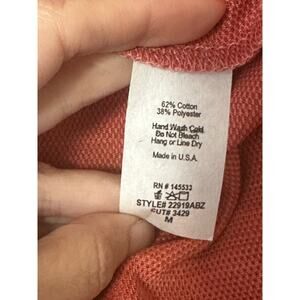 62% Cotton
38% Polyester
Hand Wash Cold
Do Not Bleach
Hang or Line Dry
Made in U.S.A.
RN # 145533
STYLE# 22919ABZ
CUT# 3429
M